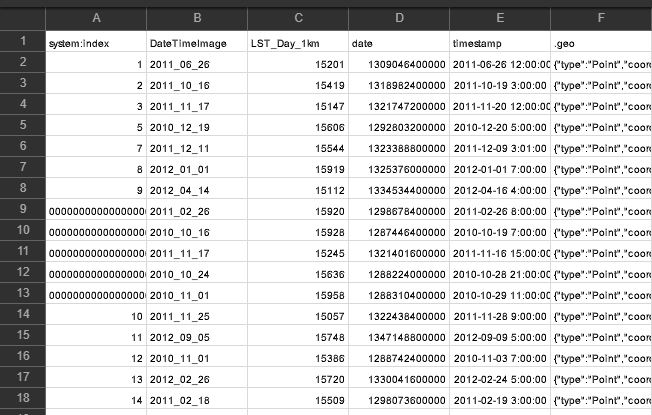 A B C D E F
1 system:index DateTimeImage LST_Day_1km date timestamp .geo
2 1 2011_06_26 15201 1309046400000 2011-06-26 12:00:00 {"type":"Point","coor
3 2 2011_10_16 15419 1318982400000 2011-10-19 3:00:00 {"type":"Point","coor
4 3 2011_11_17 15147 1321747200000 2011-11-20 12:00:00 {"type":"Point","coor
5 5 2010_12_19 15606 1292803200000 2010-12-20 5:00:00 {"type":"Point","coor
6 7 2011_12_11 15544 1323388800000 2011-12-09 3:01:00 {"type":"Point","coor
7 8 2012_01_01 15919 1325376000000 2012-01-01 7:00:00 {"type":"Point","coor
8 9 2012_04_14 15112 1334534400000 2012-04-16 4:00:00 {"type":"Point","coor
9 0000000000000000 2011_02_26 15920 1298678400000 2011-02-26 8:00:00 {"type":"Point","coor
10 0000000000000000 2010_10_16 15928 1287446400000 2010-10-19 7:00:00 {"type":"Point","coor
11 0000000000000000 2011_11_17 15245 1321401600000 2011-11-16 15:00:00 {"type":"Point","coor
12 0000000000000000 2010_10_24 15636 1288224000000 2010-10-28 21:00:00 {"type":"Point","coor
13 0000000000000000 2010_11_01 15958 1288310400000 2010-10-29 11:00:00 {"type":"Point","coor
14 10 2011_11_25 15057 1322438400000 2011-11-28 9:00:00 {"type":"Point","coor
15 11 2012_09_05 15748 1347148800000 2012-09-09 5:00:00 {"type":"Point","coor
16 12 2010_11_01 15386 1288742400000 2010-11-03 7:00:00 {"type":"Point","coor
17 13 2012_02_26 15720 1330041600000 2012-02-24 5:00:00 {"type":"Point","coor
18 14 2011_02_18 15509 1298073600000 2011-02-19 3:00:00 {"type":"Point","coor